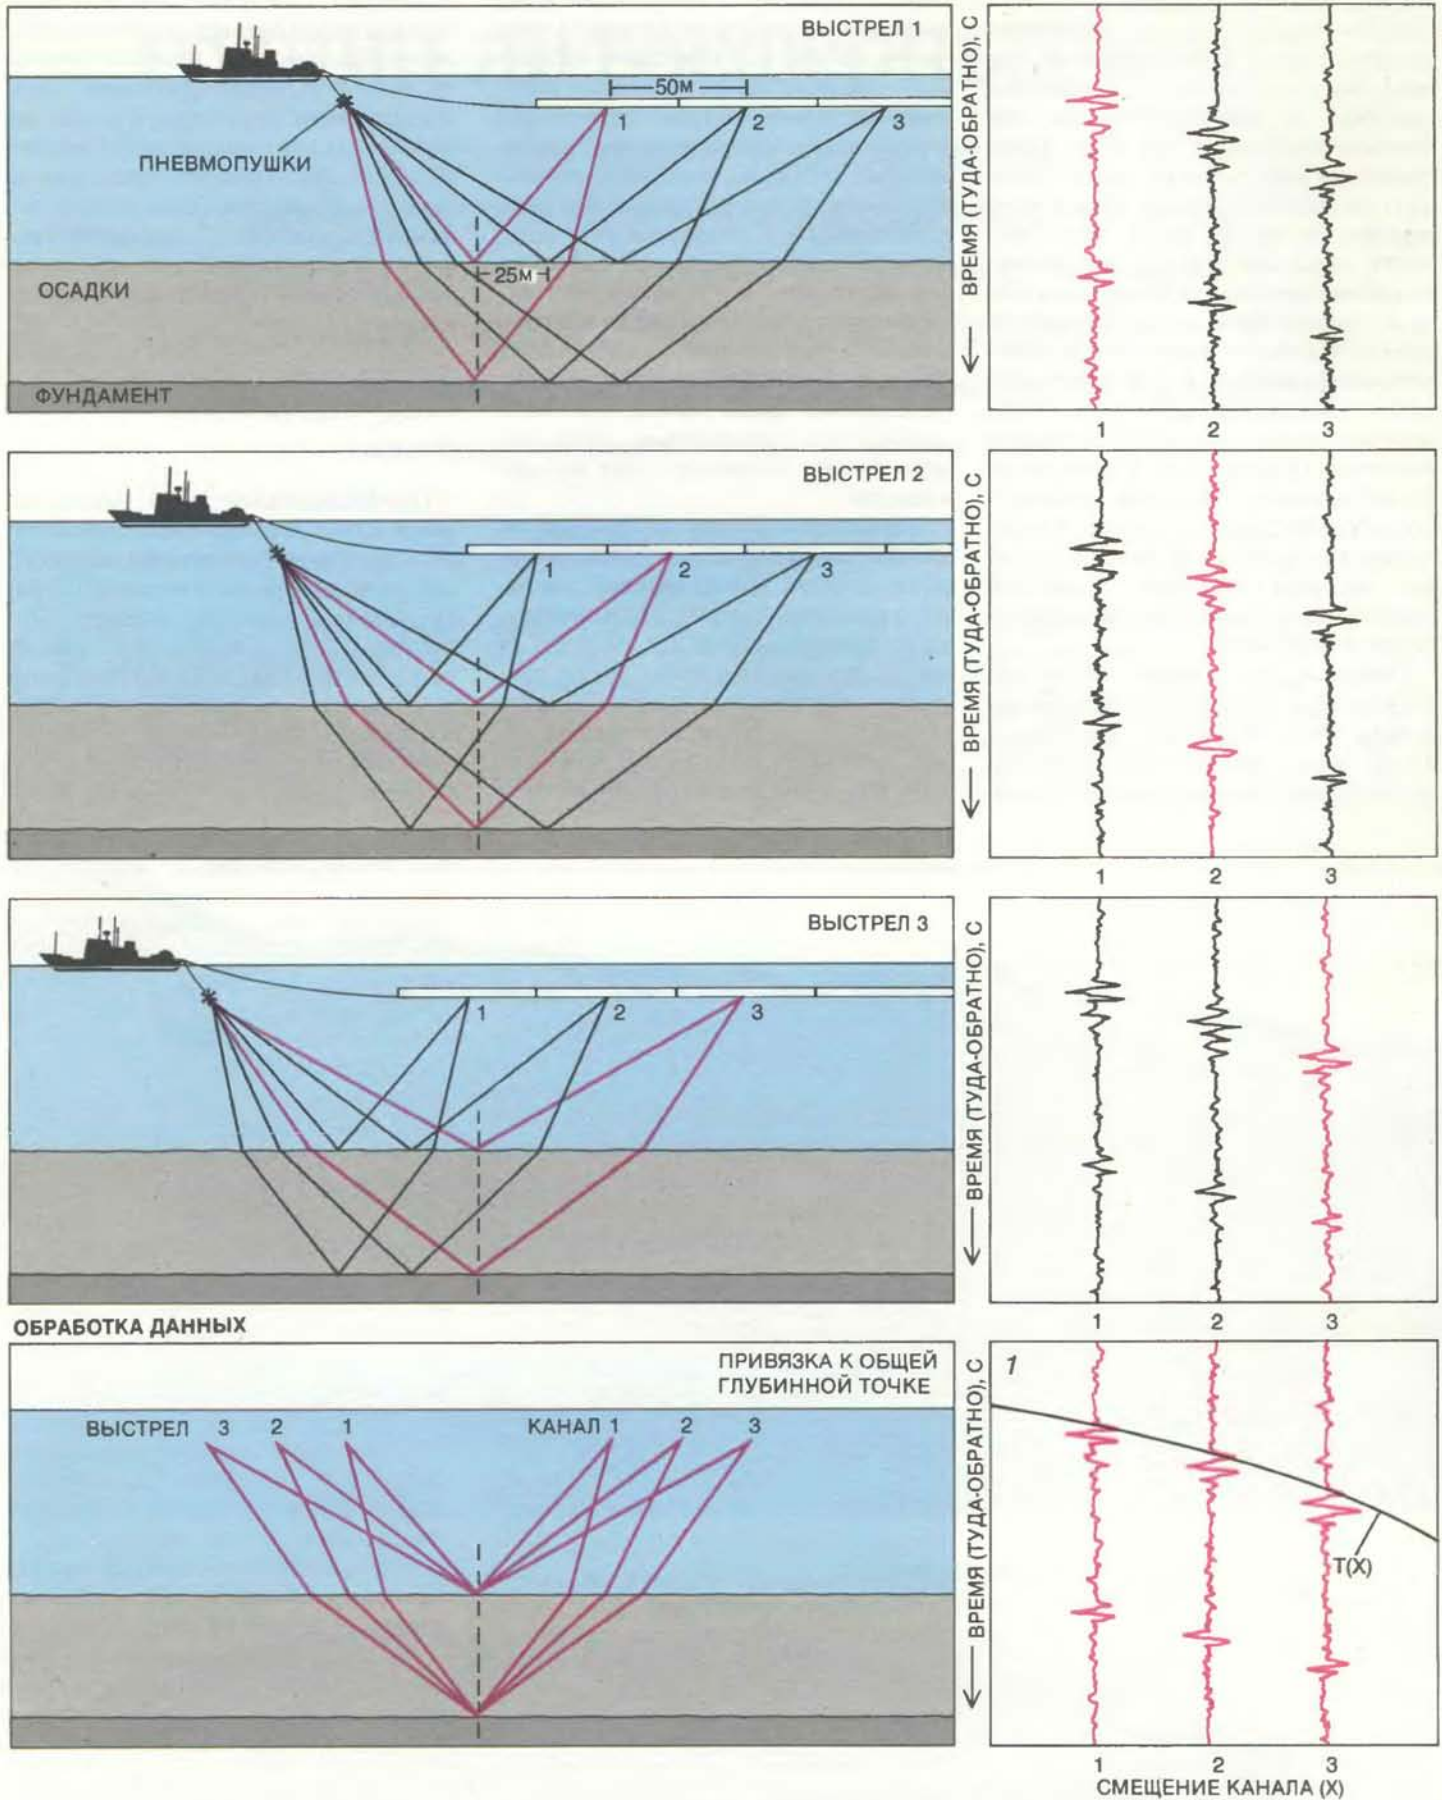 ВЫСТРЕЛ 1
50М
1 2 3
ПНЕВМОПУШКИ
25М
ОСАДКИ
ФУНДАМЕНТ
ВРЕМЯ (ТУДА-ОБРАТНО), С
1 2 3
ВЫСТРЕЛ 2
1 2 3
ВРЕМЯ (ТУДА-ОБРАТНО), С
1 2 3
ВЫСТРЕЛ 3
1 2 3
ВРЕМЯ (ТУДА-ОБРАТНО), С
1 2 3
ОБРАБОТКА ДАННЫХ
ПРИВЯЗКА К ОБЩЕЙ
ГЛУБИННОЙ ТОЧКЕ
ВЫСТРЕЛ 3 2 1 КАНАЛ 1 2 3
ВРЕМЯ (ТУДА-ОБРАТНО), С
1
T(X)
1 2 3
СМЕЩЕНИЕ КАНАЛА (X)